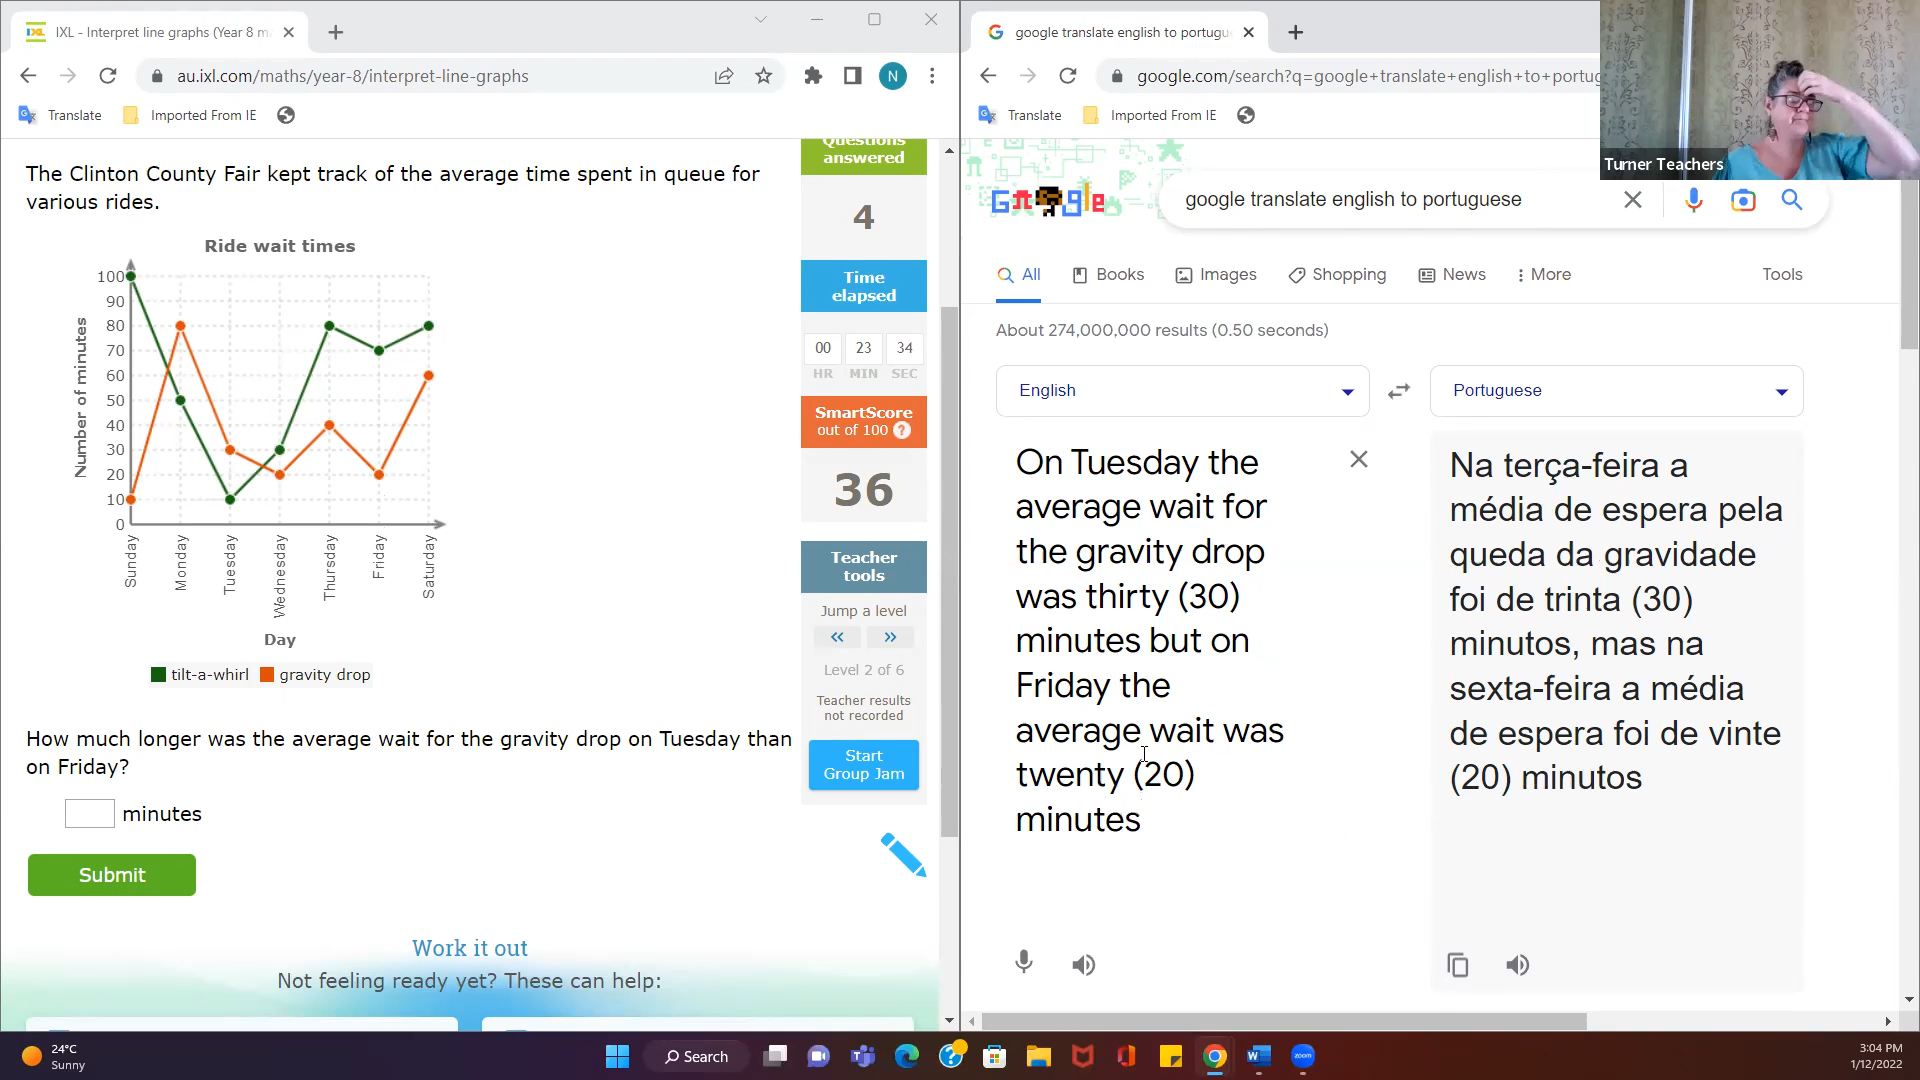 IXL - Interpret line graphs (Year 8 m
au.ixl.com/maths/year-8/interpret-line-graphs
N
Translate
Imported From IE
The Clinton County Fair kept track of the average time spent in queue for
various rides.
Ride wait times
Number of minutes
100
90
80
70
60
50
40
30
20
10
0
Sunday
Monday
Tuesday
Wednesday
Thursday
Friday
Saturday
Day
tilt-a-whirl
gravity drop
How much longer was the average wait for the gravity drop on Tuesday than
on Friday?
minutes
Submit
Work it out
Not feeling ready yet? These can help:
Questions
answered
4
Time
elapsed
00 23 34
HR MIN SEC
SmartScore
out of 100 ?
36
Teacher
tools
Jump a level
Level 2 of 6
Teacher results
not recorded
Start
Group Jam
google translate english to portugu
google.com/search?q=google+translate+english+to+portug
Translate
Imported From IE
Turner Teachers
Google
google translate english to portuguese
All
Books
Images
Shopping
News
More
Tools
About 274,000,000 results (0.50 seconds)
English
Portuguese
On Tuesday the
average wait for
the gravity drop
was thirty (30)
minutes but on
Friday the
average wait was
twenty (20)
minutes
Na terça-feira a
média de espera pela
queda da gravidade
foi de trinta (30)
minutos, mas na
sexta-feira a média
de espera foi de vinte
(20) minutos
24°C
Sunny
Search
zoom
3:04 PM
1/12/2022